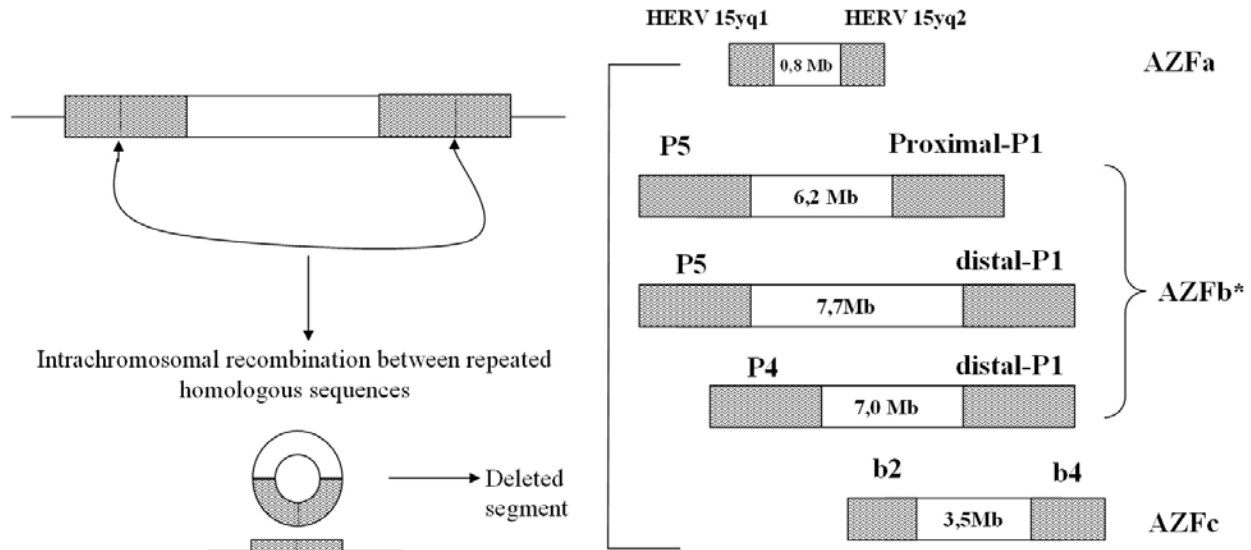 HERV 15yq1 HERV 15yq2
0,8 Mb
AZFa
P5 Proximal-P1
6,2 Mb
P5 distal-P1
7,7Mb
AZFb*
P4 distal-P1
7,0 Mb
b2 b4
3,5Mb
AZFc
Intrachromosomal recombination between repeated
homologous sequences
Deleted
segment